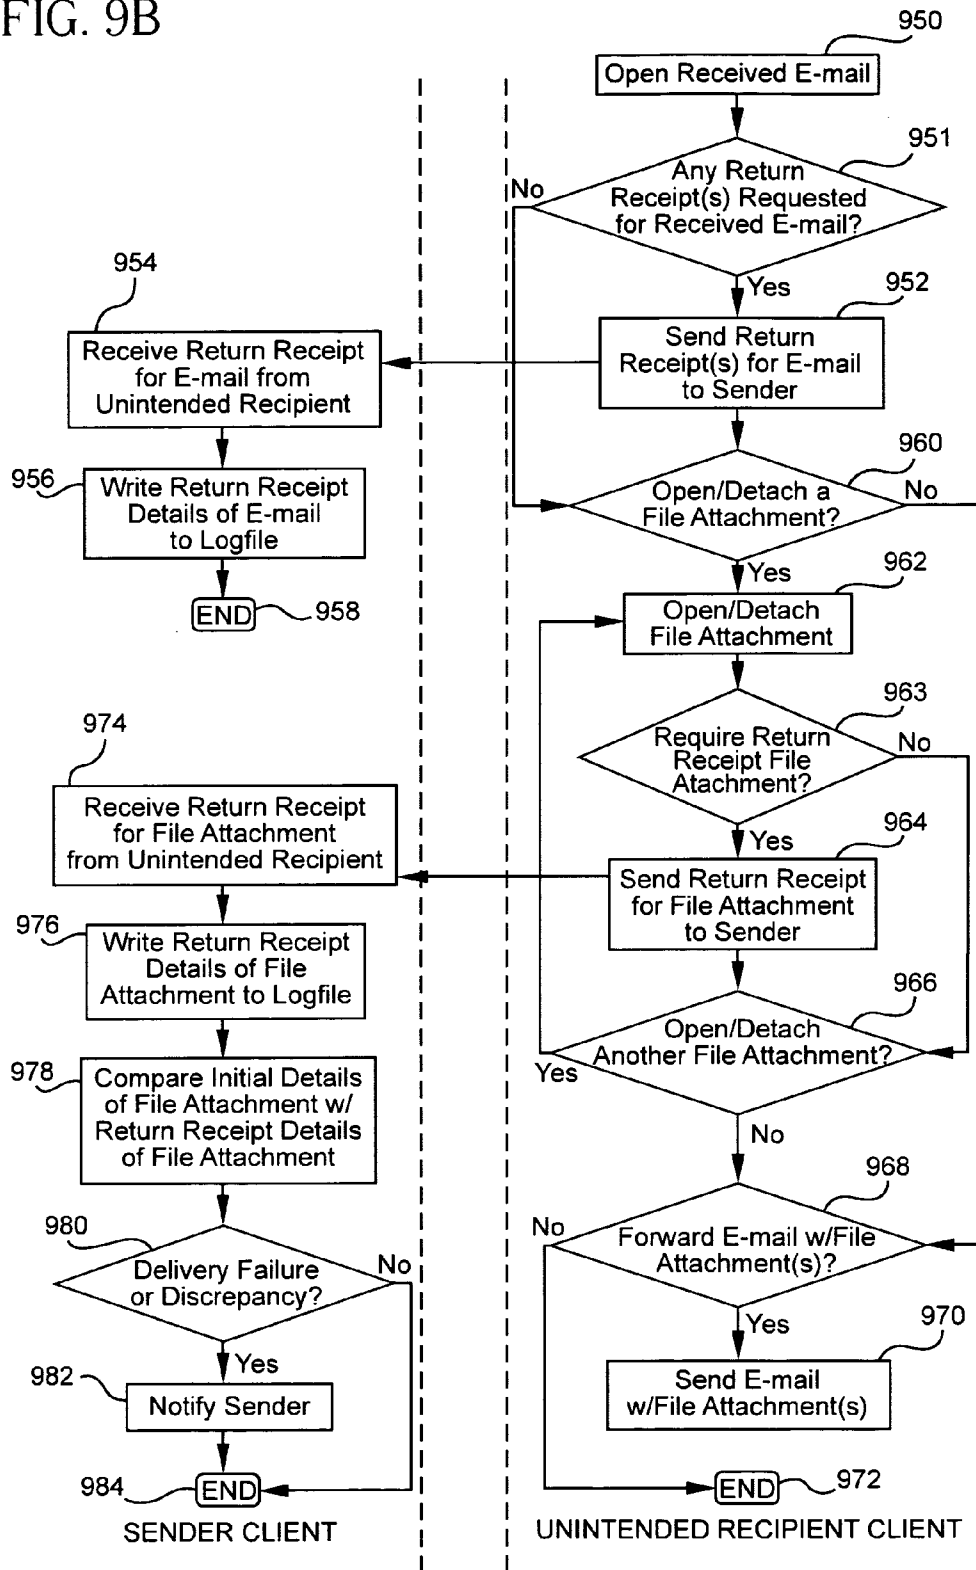 FIG. 9B
950
Open Received E-mail
951
Any Return
Receipt(s) Requested
for Received E-mail?
No
Yes
952
Send Return
Receipt(s) for E-mail
to Sender
954
Receive Return Receipt
for E-mail from
Unintended Recipient
956
Write Return Receipt
Details of E-mail
to Logfile
END
958
960
Open/Detach a
File Attachment?
No
Yes
962
Open/Detach
File Attachment
963
Require Return
Receipt File
Atachment?
No
Yes
964
Send Return Receipt
for File Attachment
to Sender
974
Receive Return Receipt
for File Attachment
from Unintended Recipient
976
Write Return Receipt
Details of File
Attachment to Logfile
966
Open/Detach
Another File Attachment?
Yes
No
978
Compare Initial Details
of File Attachment w/
Return Receipt Details
of File Attachment
968
Forward E-mail w/File
Attachment(s)?
No
Yes
970
Send E-mail
w/File Attachment(s)
980
Delivery Failure
or Discrepancy?
No
Yes
982
Notify Sender
984
END
END
972
SENDER CLIENT
UNINTENDED RECIPIENT CLIENT